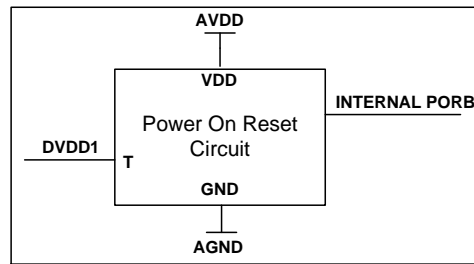 AVDD
VDD
INTERNAL PORB
Power On Reset
Circuit
DVDD1
T
GND
AGND